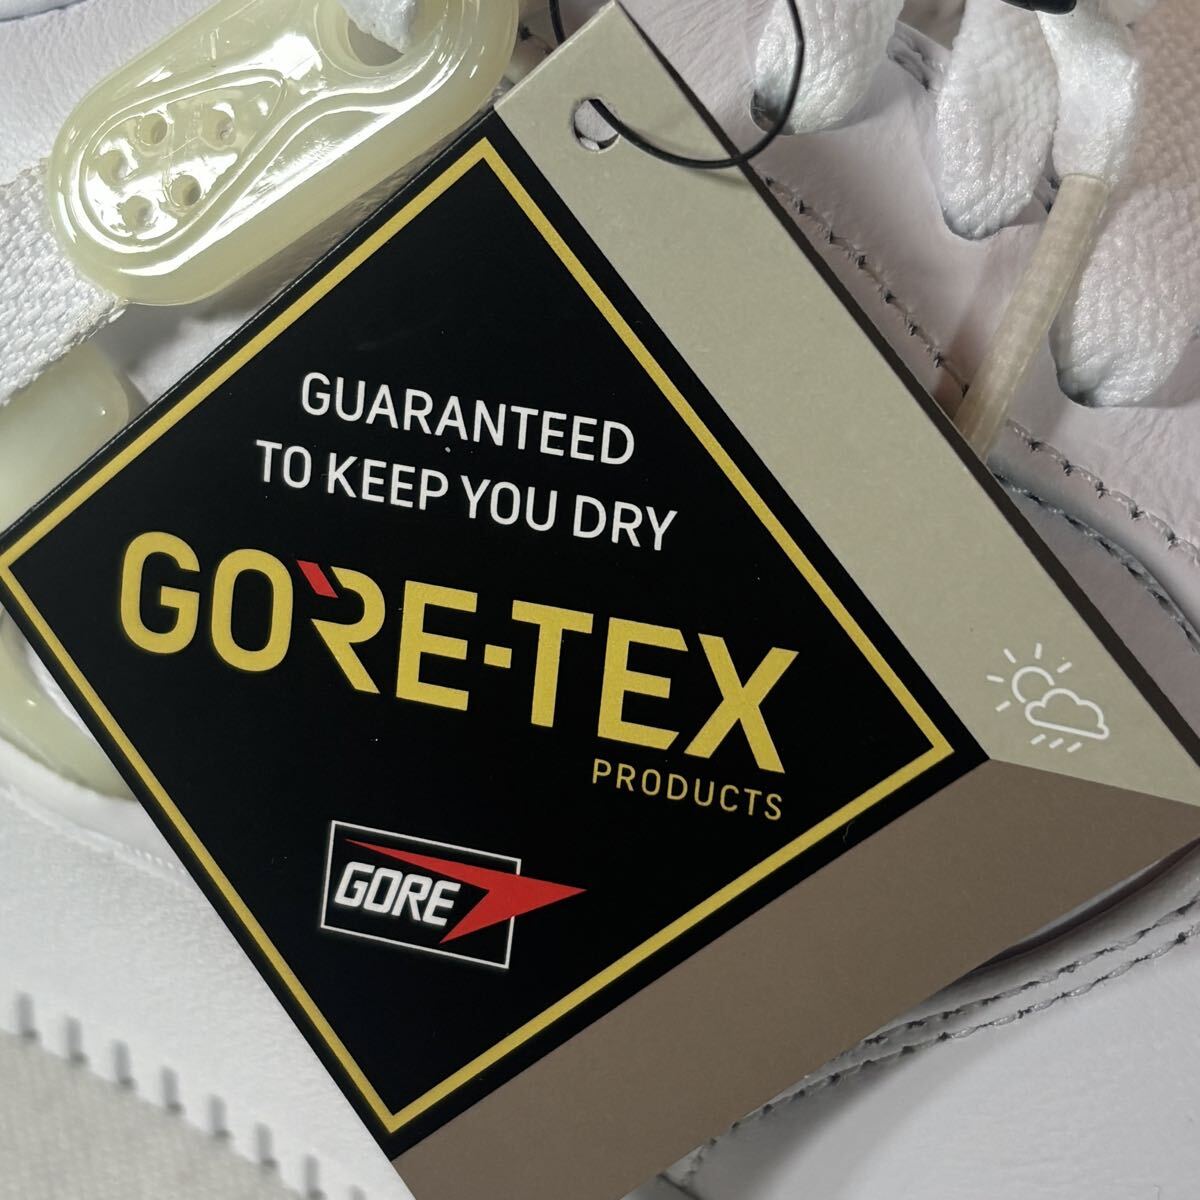 GUARANTEED
TO KEEP YOU DRY
GORE-TEX
PRODUCTS
GORE